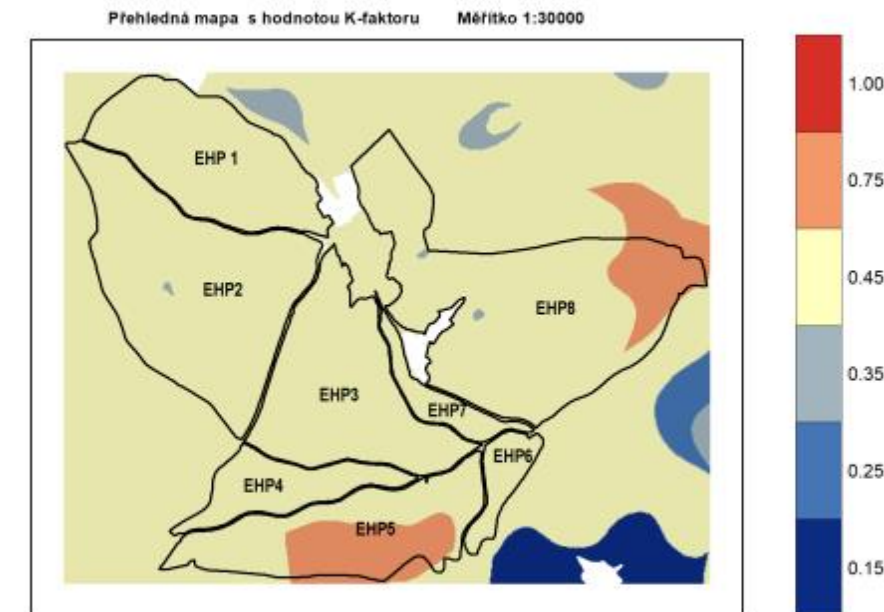 Přehledná mapa s hodnotou K-faktoru Měřítko 1:30000
1.00
EHP 1
0.75
EHP2
0.45
EHP8
0.35
EHP3
EHP7
EHP6
0.25
EHP4
EHP5
0.15